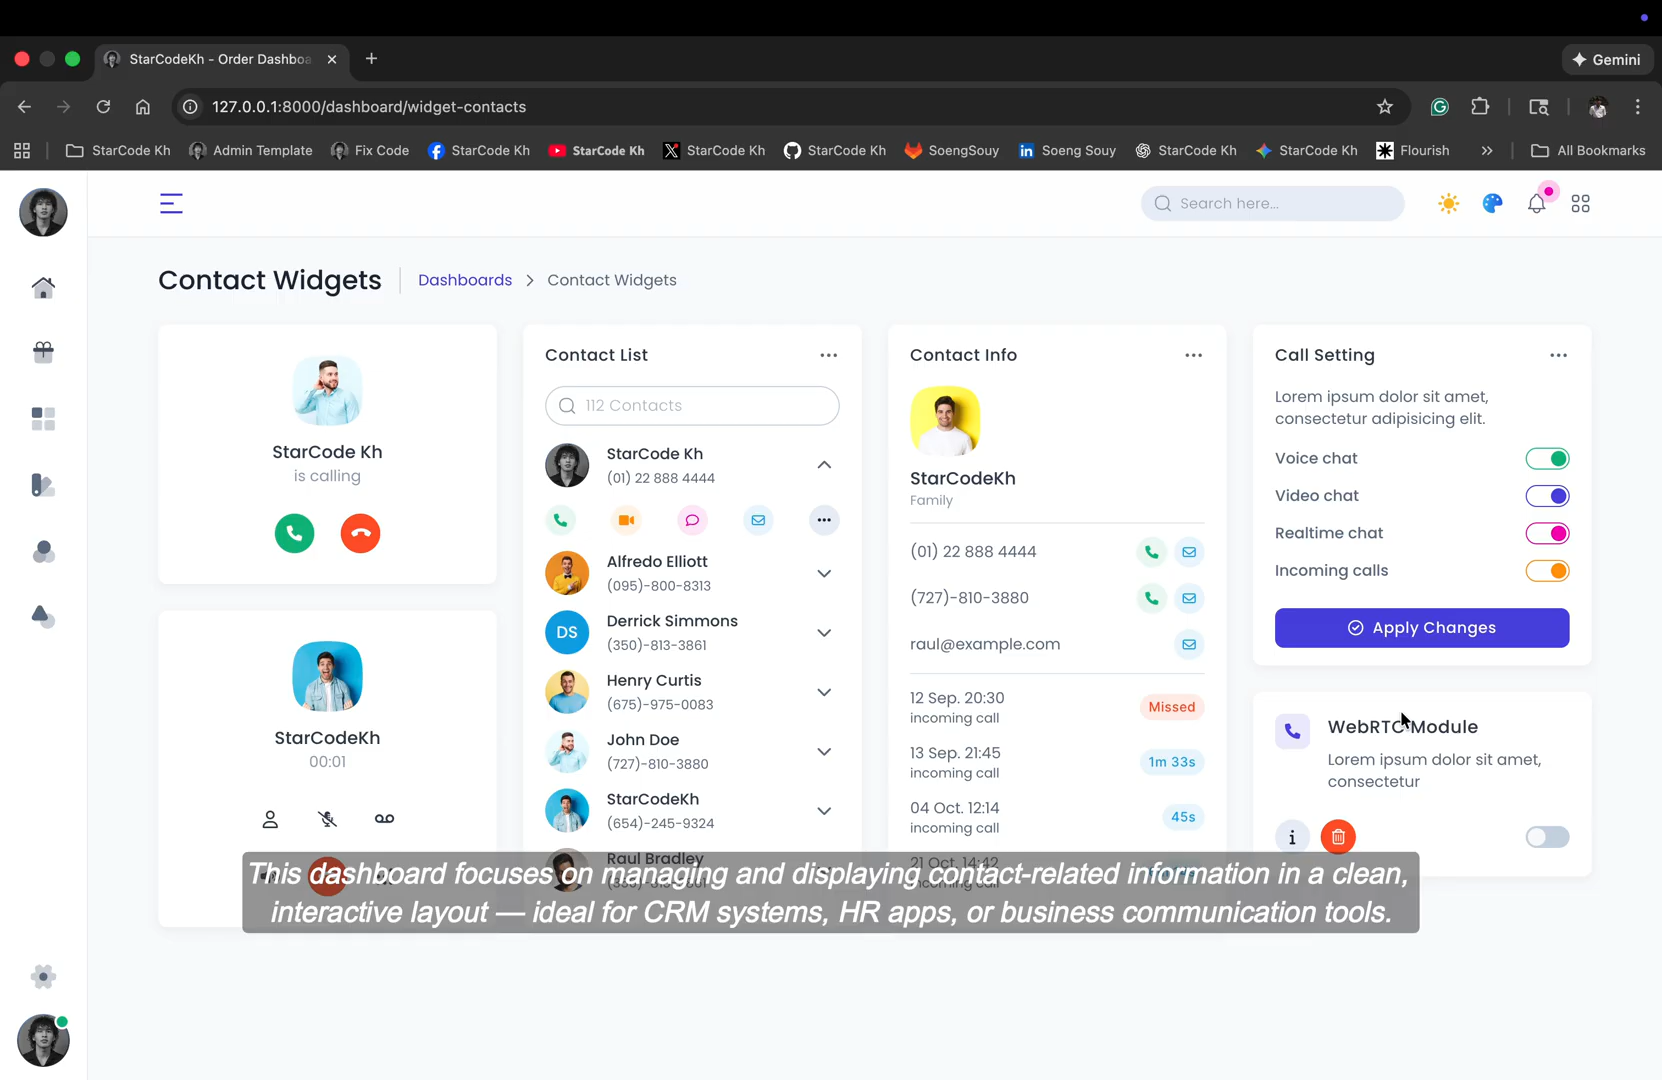 StarCodeKh - Order Dashboa
Gemini
127.0.0.1:8000/dashboard/widget-contacts
StarCode Kh
Admin Template
Fix Code
StarCode Kh
StarCode Kh
StarCode Kh
StarCode Kh
SoengSouy
Soeng Souy
StarCode Kh
StarCode Kh
Flourish
All Bookmarks
Search here...
Contact Widgets
Dashboards > Contact Widgets
StarCode Kh
is calling
StarCodeKh
00:01
Contact List
112 Contacts
StarCode Kh
(01) 22 888 4444
Alfredo Elliott
(095)-800-8313
DS
Derrick Simmons
(350)-813-3861
Henry Curtis
(675)-975-0083
John Doe
(727)-810-3880
StarCodeKh
(654)-245-9324
Raul Bradley
Contact Info
StarCodeKh
Family
(01) 22 888 4444
(727)-810-3880
raul@example.com
12 Sep. 20:30
incoming call
Missed
13 Sep. 21:45
incoming call
1m 33s
04 Oct. 12:14
incoming call
45s
21 Oct. 14:42
incoming call
Call Setting
Lorem ipsum dolor sit amet,
consectetur adipisicing elit.
Voice chat
Video chat
Realtime chat
Incoming calls
Apply Changes
WebRTC Module
Lorem ipsum dolor sit amet,
consectetur
This dashboard focuses on managing and displaying contact-related information in a clean,
interactive layout — ideal for CRM systems, HR apps, or business communication tools.